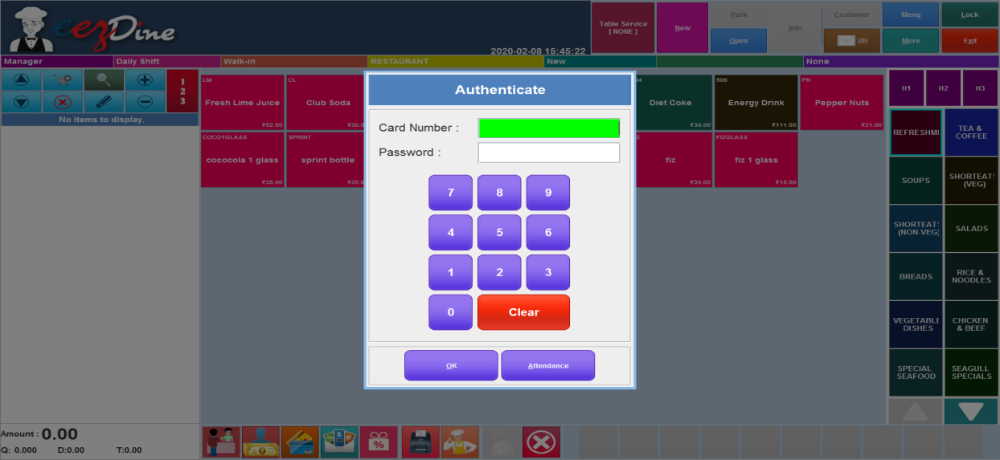 eezDine
2020-02-08 15:45:22
Table Service
[ NONE ]
New
Park
Open
Info
Customer
(0)
Menu
More
Lock
Exit
Manager
Daily Shift
Walk-in
RESTAURANT
New
None
1
2
3
No items to display.
LM
Fresh Lime Juice
₹52.50
CL
Club Soda
₹30.0
Diet Coke
₹30.00
506
Energy Drink
₹111.00
PN
Pepper Nuts
₹21.00
COCO1GLASS
cococola 1 glass
₹35.00
SPRINT
sprint bottle
₹35.0
fiz
₹35.00
FIZGLASS
fiz 1 glass
₹15.00
Authenticate
Card Number :
Password :
7 8 9
4 5 6
1 2 3
0 Clear
OK
Attendance
H1
H2
H3
REFRESHM
TEA &
COFFEE
SOUPS
SHORTEAT
(VEG)
SHORTEAT
(NON-VEG
SALADS
BREADS
RICE &
NOODLES
VEGETABLE
DISHES
CHICKEN
& BEEF
SPECIAL
SEAFOOD
SEAGULL
SPECIALS
Amount : 0.00
Q: 0.000 D:0.00 T:0.00
%